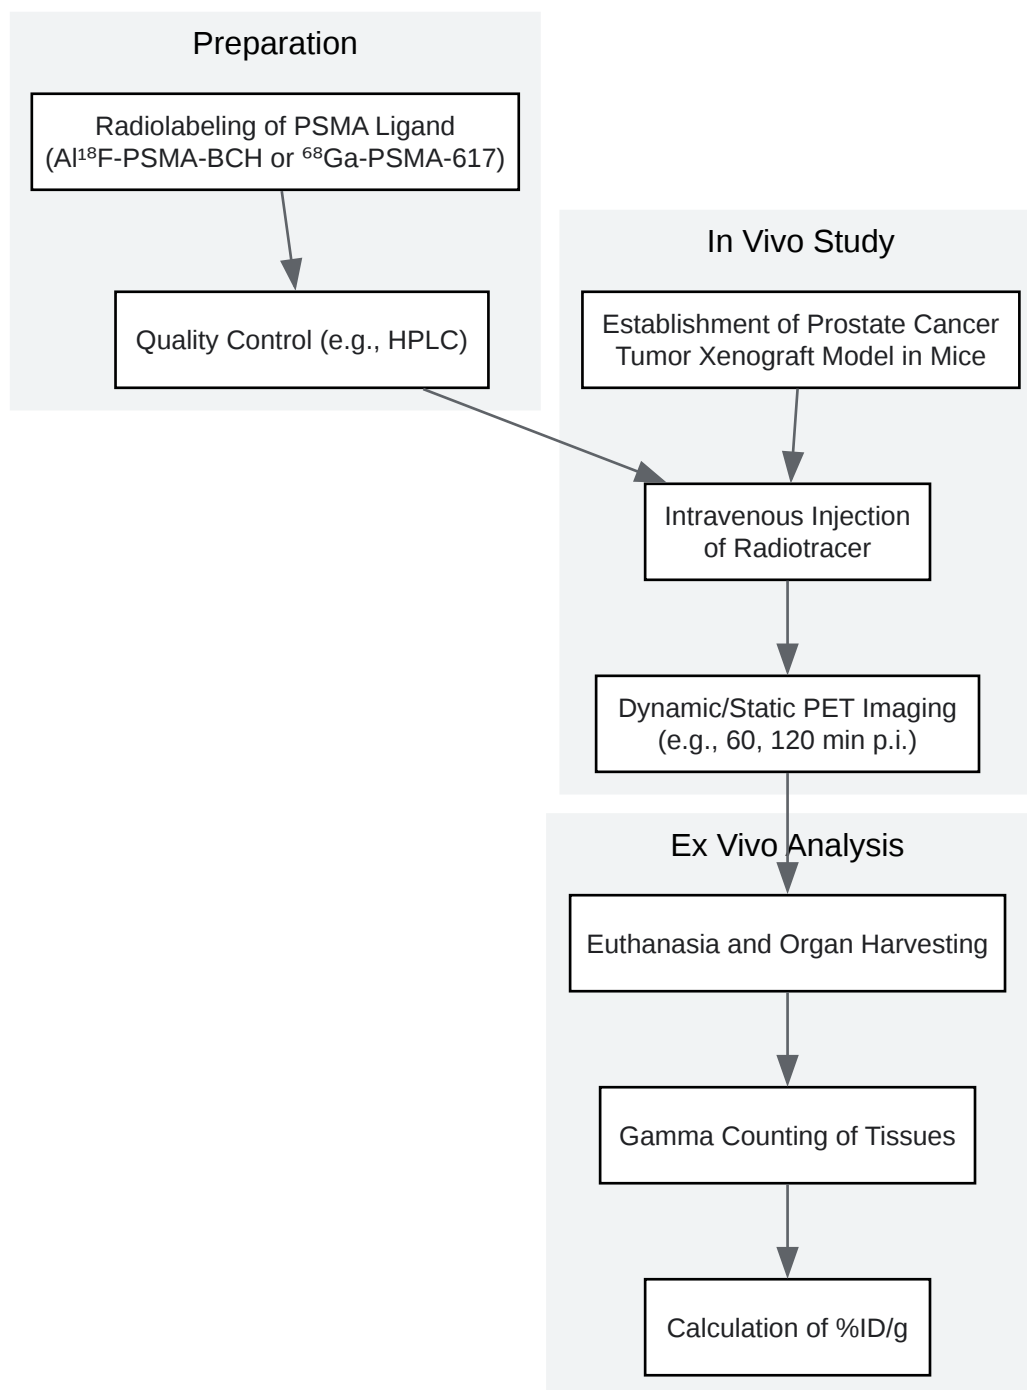 Preparation
Radiolabeling of PSMA Ligand
(Al¹⁸F-PSMA-BCH or ⁶⁸Ga-PSMA-617)
Quality Control (e.g., HPLC)
In Vivo Study
Establishment of Prostate Cancer
Tumor Xenograft Model in Mice
Intravenous Injection
of Radiotracer
Dynamic/Static PET Imaging
(e.g., 60, 120 min p.i.)
Ex Vivo Analysis
Euthanasia and Organ Harvesting
Gamma Counting of Tissues
Calculation of %ID/g